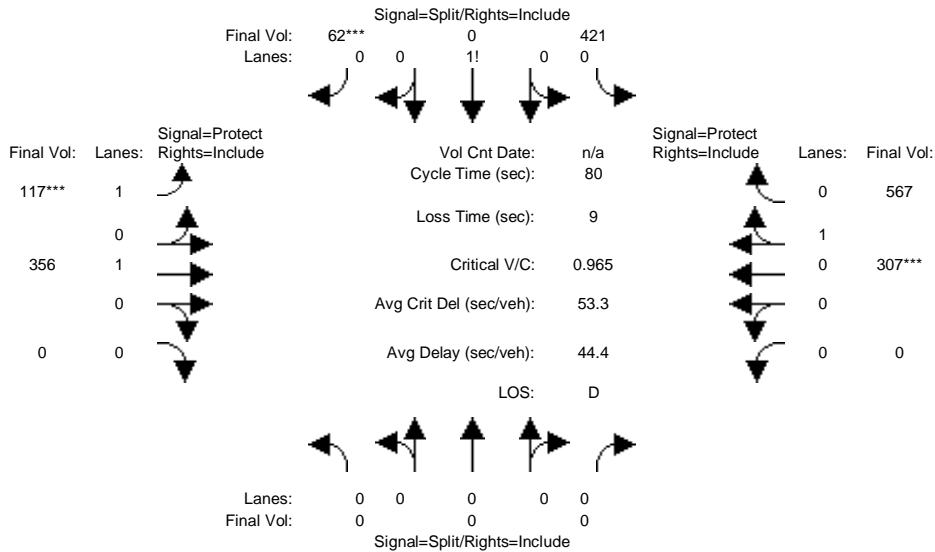 Signal=Split/Rights=Include
Final Vol: 62*** 0 421
Lanes: 0 0 1! 0 0
Signal=Protect Signal=Protect
Final Vol: Lanes: Rights=Include Vol Cnt Date: n/a Rights=Include Lanes: Final Vol:
Cycle Time (sec): 80
117*** 1 0 567
Loss Time (sec): 9
0 1
356 1 Critical V/C: 0.965 0 307***
0 Avg Crit Del (sec/veh): 53.3 0
0 0 Avg Delay (sec/veh): 44.4 0 0
LOS: D
Lanes: 0 0 0 0 0
Final Vol: 0 0 0
Signal=Split/Rights=Include